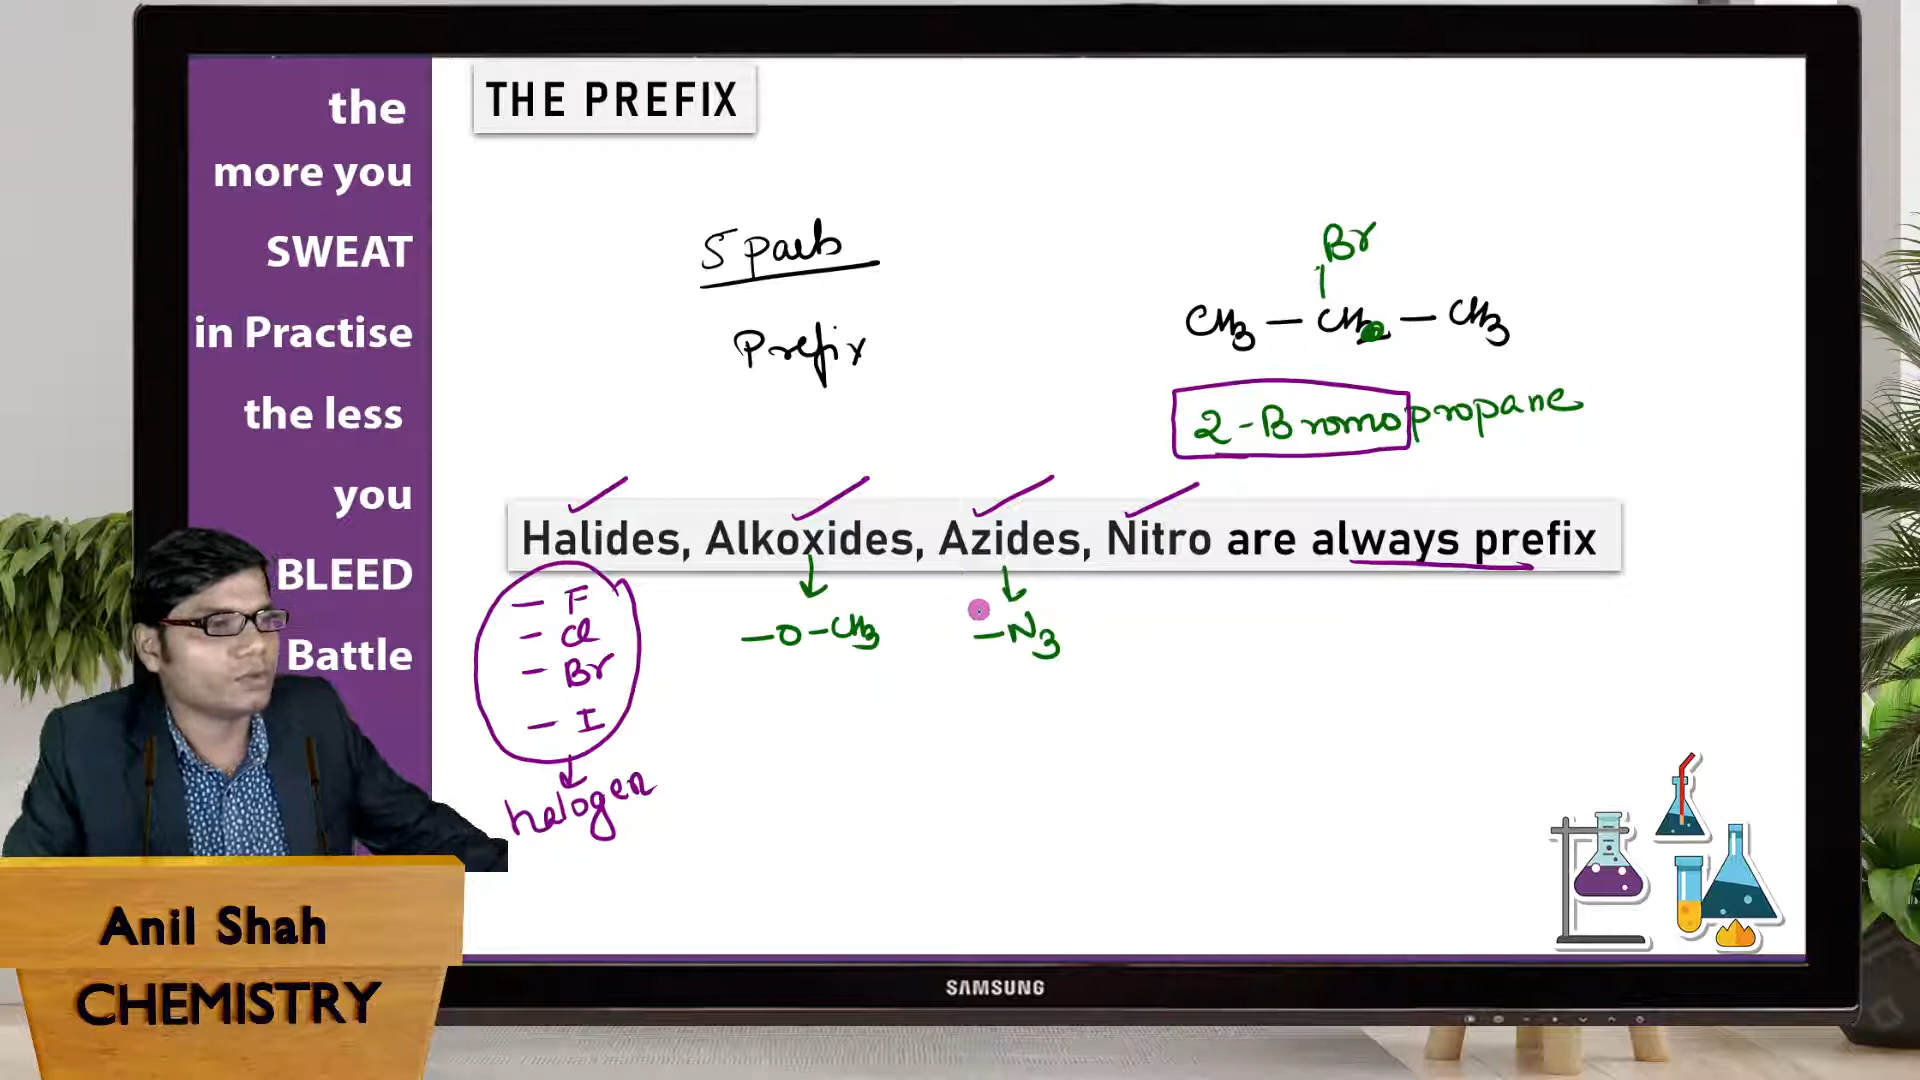 the
more you
SWEAT
in Practise
the less
you
BLEED
Battle
THE PREFIX
5 parts
Prefix
Br
CH3 — CH — CH3
2-Bromopropane
Halides, Alkoxides, Azides, Nitro are always prefix
— F
— Cl
— Br
— I
halogen
—O—CH3
—N3
Anil Shah
CHEMISTRY
SAMSUNG